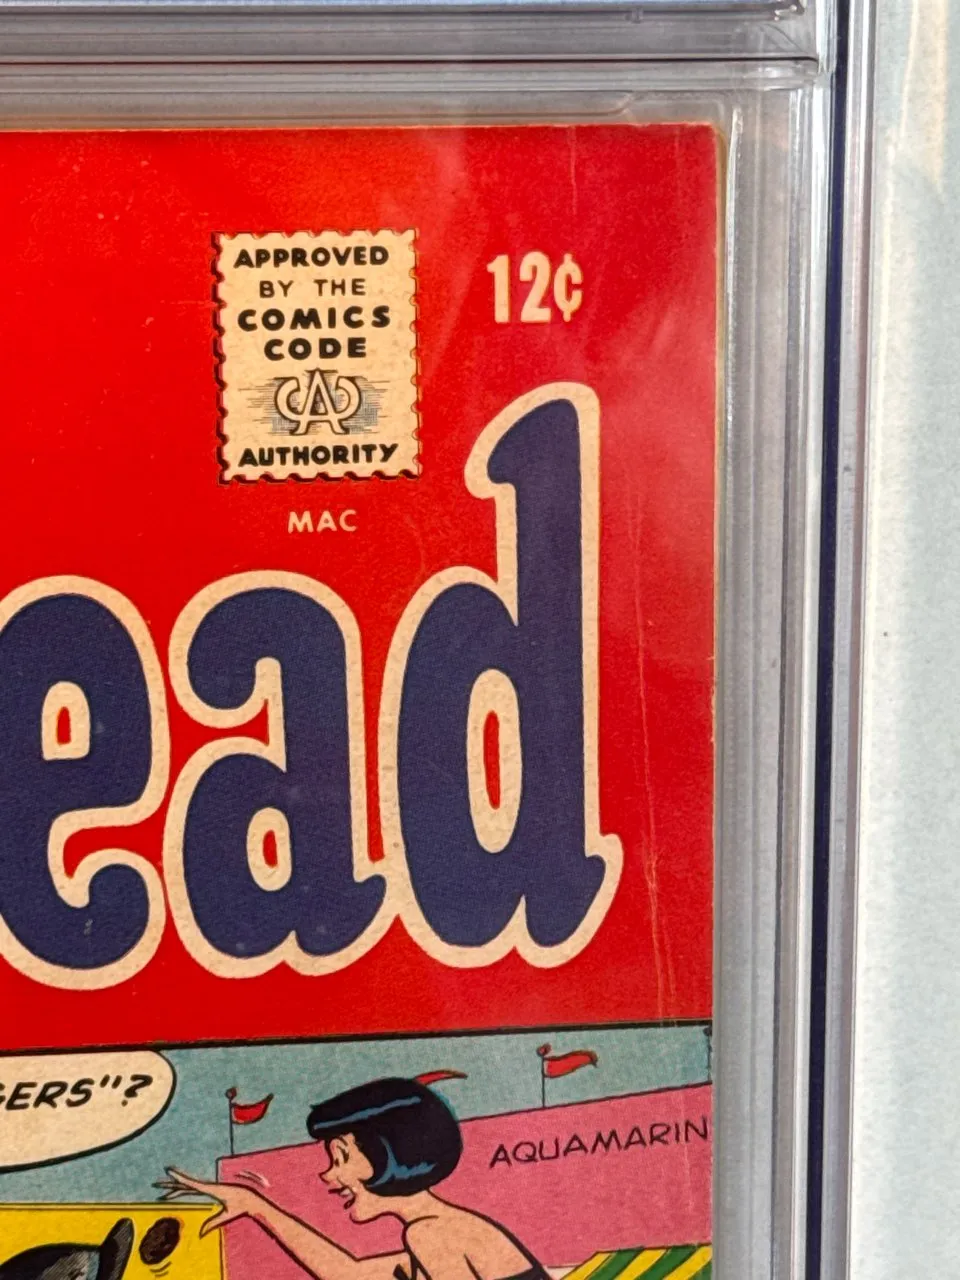 APPROVED
BY THE
COMICS
CODE
CA
AUTHORITY
12¢
MAC
ead
GERS"?
AQUAMARIN